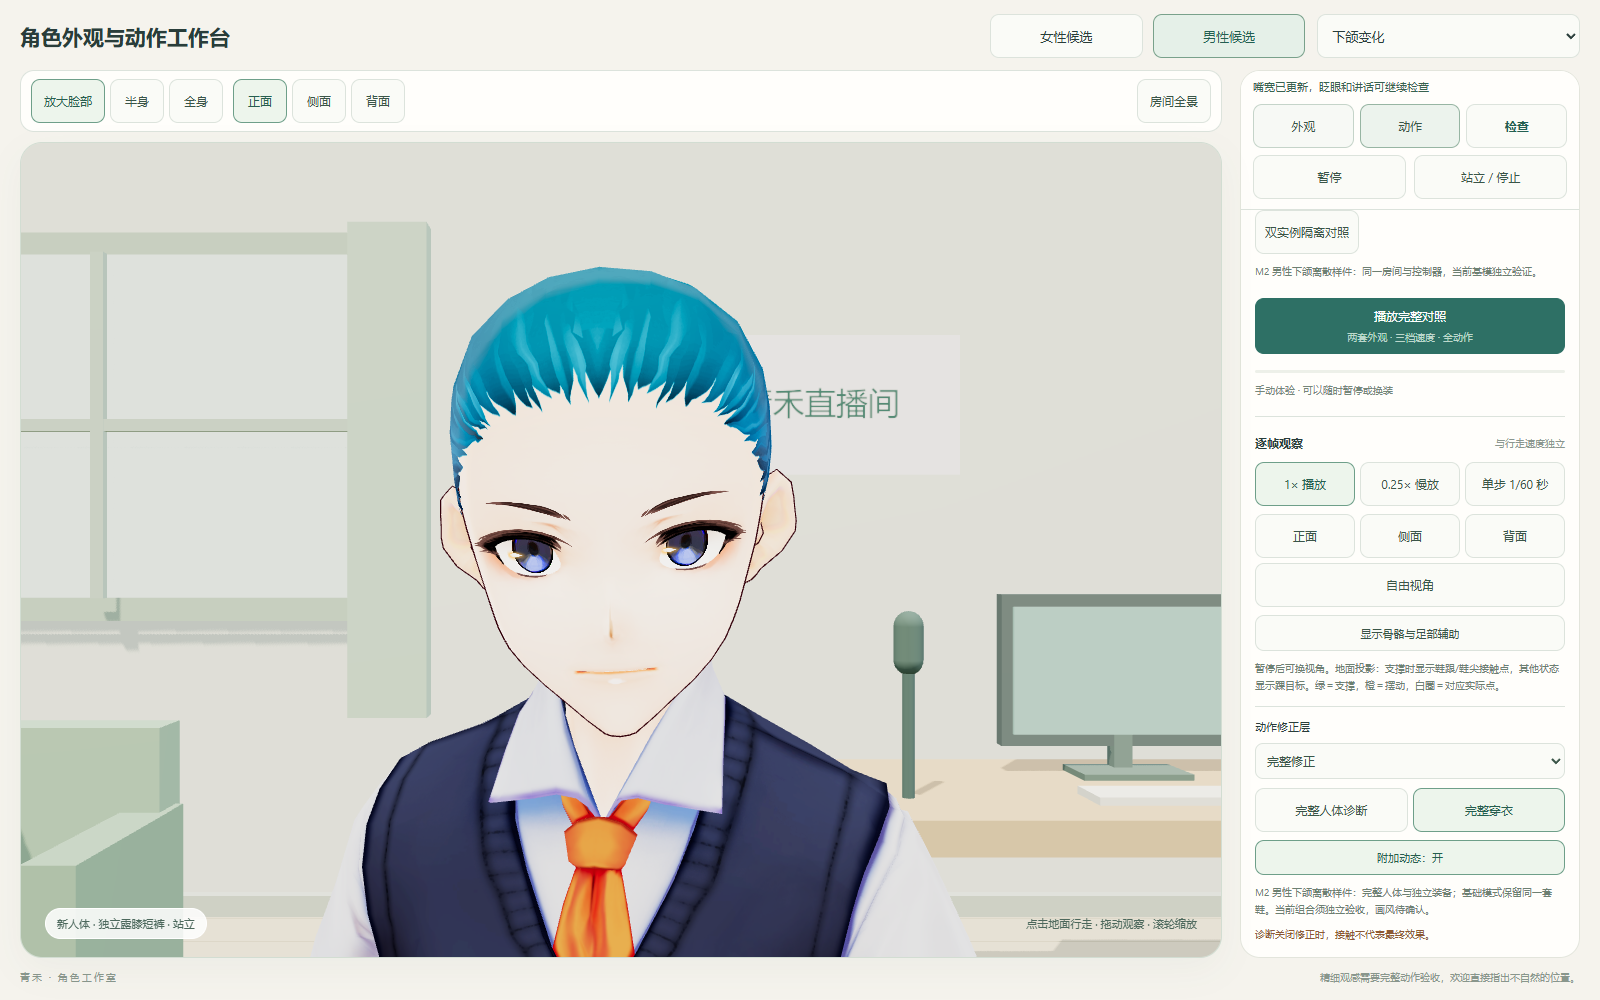 角色外观与动作工作台
女性候选
男性候选
下颌变化
放大脸部
半身
全身
正面
侧面
背面
房间全景
禾直播间
新人体 · 独立露膝短裤 · 站立
点击地面行走 · 拖动观察 · 滚轮缩放
嘴宽已更新，眨眼和讲话可继续检查
外观
动作
检查
暂停
站立 / 停止
双实例隔离对照
M2 男性下颌离散样件：同一房间与控制器，当前基模独立验证。
播放完整对照
两套外观 · 三档速度 · 全动作
手动体验 · 可以随时暂停或换装
逐帧观察
与行走速度独立
1× 播放
0.25× 慢放
单步 1/60 秒
正面
侧面
背面
自由视角
显示骨骼与足部辅助
暂停后可换视角。地面投影：支撑时显示鞋跟/鞋尖接触点，其他状态
显示踝目标。绿＝支撑，橙＝摆动，白圈＝对应实际点。
动作修正层
完整修正
完整人体诊断
完整穿衣
附加动态：开
M2 男性下颌离散样件：完整人体与独立装备；基础模式保留同一套
鞋。当前组合须独立验收，画风待确认。
诊断关闭修正时，接触不代表最终效果。
青禾 · 角色工作室
精细观感需要完整动作验收，欢迎直接指出不自然的位置。